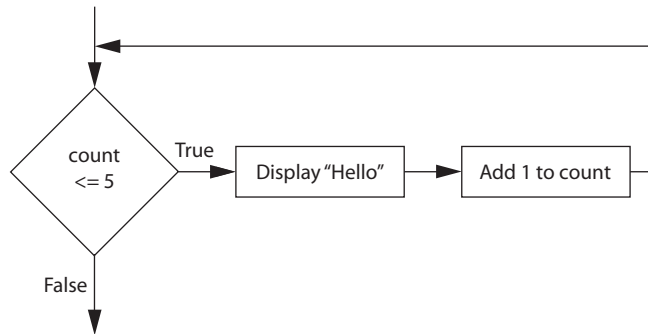 count
<= 5
True
Display “Hello”
Add 1 to count
False